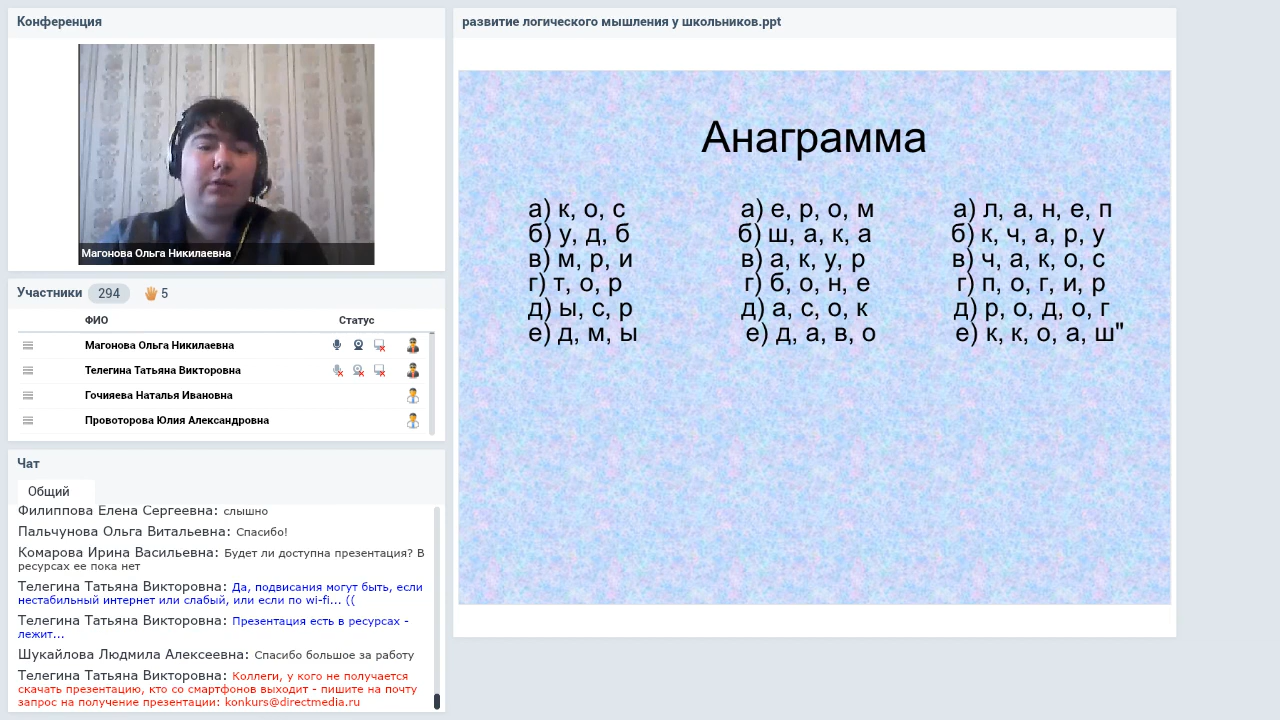 Конференция
Магонова Ольга Никилаевна
Участники 294 5
ФИО Статус
Магонова Ольга Никилаевна
Телегина Татьяна Викторовна
Гочияева Наталья Ивановна
Провоторова Юлия Александровна
Чат
Общий
Филиппова Елена Сергеевна: слышно
Пальчунова Ольга Витальевна: Спасибо!
Комарова Ирина Васильевна: Будет ли доступна презентация? В
ресурсах ее пока нет
Телегина Татьяна Викторовна: Да, подвисания могут быть, если
нестабильный интернет или слабый, или если по wi-fi... ((
Телегина Татьяна Викторовна: Презентация есть в ресурсах -
лежит...
Шукайлова Людмила Алексеевна: Спасибо большое за работу
Телегина Татьяна Викторовна: Коллеги, у кого не получается
скачать презентацию, кто со смартфонов выходит - пишите на почту
запрос на получение презентации: konkurs@directmedia.ru
развитие логического мышления у школьников.ppt
Анаграмма
а) к, о, с а) е, р, о, м а) л, а, н, е, п
б) у, д, б б) ш, а, к, а б) к, ч, а, р, у
в) м, р, и в) а, к, у, р в) ч, а, к, о, с
г) т, о, р г) б, о, н, е г) п, о, г, и, р
д) ы, с, р д) а, с, о, к д) р, о, д, о, г
е) д, м, ы е) д, а, в, о е) к, к, о, а, ш"